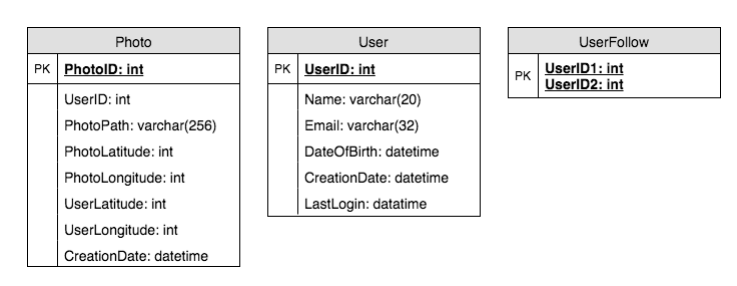 Photo
PK PhotoID: int
UserID: int
PhotoPath: varchar(256)
PhotoLatitude: int
PhotoLongitude: int
UserLatitude: int
UserLongitude: int
CreationDate: datetime
User
PK UserID: int
Name: varchar(20)
Email: varchar(32)
DateOfBirth: datetime
CreationDate: datetime
LastLogin: datatime
UserFollow
PK UserID1: int
UserID2: int